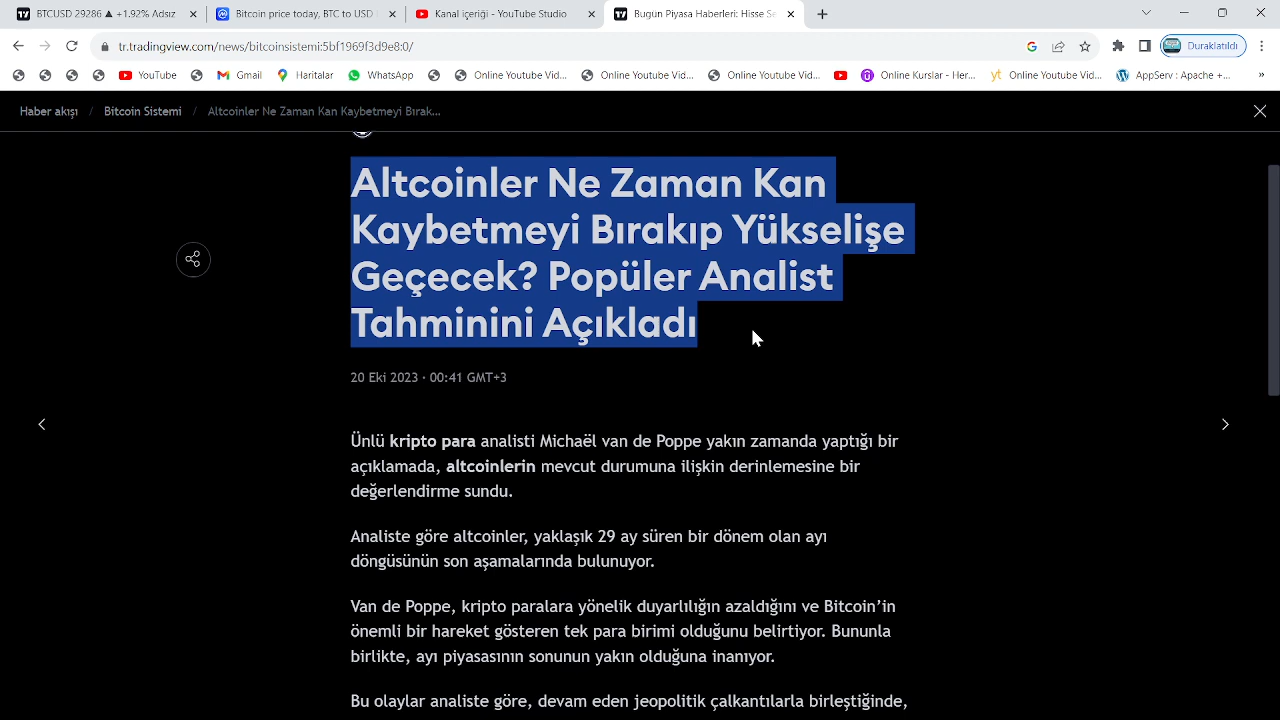 BTCUSD 29286 ▲ +1.92% Adsız
Bitcoin price today, BTC to USD l
Kanal içeriği - YouTube Studio
Bugün Piyasa Haberleri: Hisse Se
tr.tradingview.com/news/bitcoinsistemi:5bf1969f3d9e8:0/
Duraklatıldı
YouTube
Gmail
Haritalar
WhatsApp
Online Youtube Vid...
Online Youtube Vid...
Online Youtube Vid...
Online Kurslar - Her...
Online Youtube Vid...
AppServ : Apache +...
»
Haber akışı / Bitcoin Sistemi / Altcoinler Ne Zaman Kan Kaybetmeyi Bırak...
Altcoinler Ne Zaman Kan
Kaybetmeyi Bırakıp Yükselişe
Geçecek? Popüler Analist
Tahminini Açıkladı
20 Eki 2023 · 00:41 GMT+3
Ünlü kripto para analisti Michaël van de Poppe yakın zamanda yaptığı bir
açıklamada, altcoinlerin mevcut durumuna ilişkin derinlemesine bir
değerlendirme sundu.
Analiste göre altcoinler, yaklaşık 29 ay süren bir dönem olan ayı
döngüsünün son aşamalarında bulunuyor.
Van de Poppe, kripto paralara yönelik duyarlılığın azaldığını ve Bitcoin’in
önemli bir hareket gösteren tek para birimi olduğunu belirtiyor. Bununla
birlikte, ayı piyasasının sonunun yakın olduğuna inanıyor.
Bu olaylar analiste göre, devam eden jeopolitik çalkantılarla birleştiğinde,